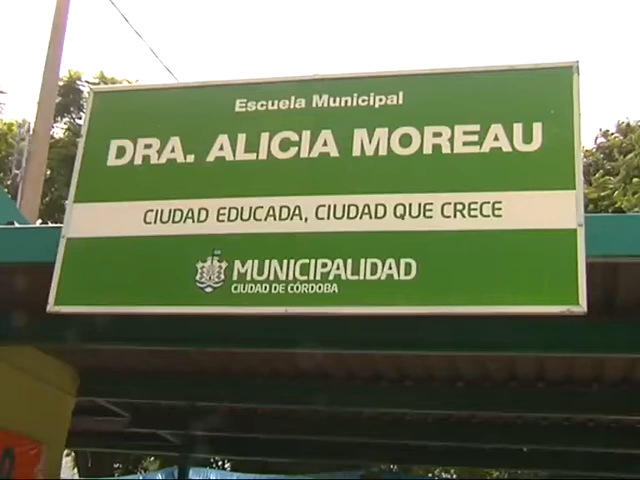 Escuela Municipal
DRA. ALICIA MOREAU
CIUDAD EDUCADA, CIUDAD QUE CRECE
MUNICIPALIDAD
CIUDAD DE CÓRDOBA